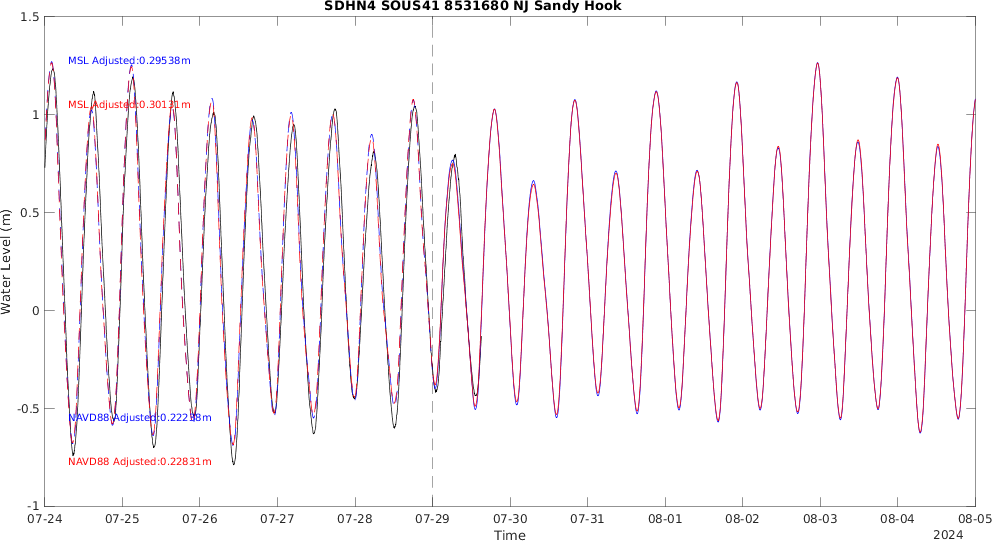 SDHN4 SOUS41 8531680 NJ Sandy Hook
1.5
MSL Adjusted:0.29538m
MSL Adjusted:0.30131m
1
0.5
Water Level (m)
0
-0.5
NAVD88 Adjusted:0.22238m
NAVD88 Adjusted:0.22831m
-1
07-24 07-25 07-26 07-27 07-28 07-29 07-30 07-31 08-01 08-02 08-03 08-04 08-05
Time
2024